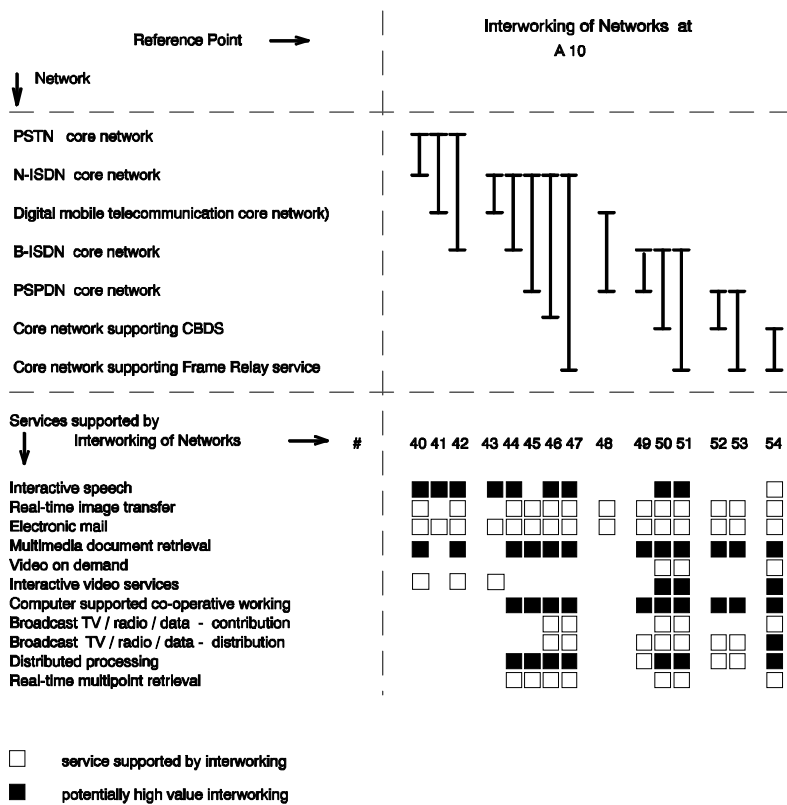 Reference Point
Interworking of Networks at
A 10
Network
PSTN core network
N-ISDN core network
Digital mobile telecommunication core network)
B-ISDN core network
PSPDN core network
Core network supporting CBDS
Core network supporting Frame Relay service
Services supported by
Interworking of Networks # 40 41 42 43 44 45 46 47 48 49 50 51 52 53 54
Interactive speech
Real-time image transfer
Electronic mail
Multimedia document retrieval
Video on demand
Interactive video services
Computer supported co-operative working
Broadcast TV / radio / data - contribution
Broadcast TV / radio / data - distribution
Distributed processing
Real-time multipoint retrieval
service supported by interworking
potentially high value interworking